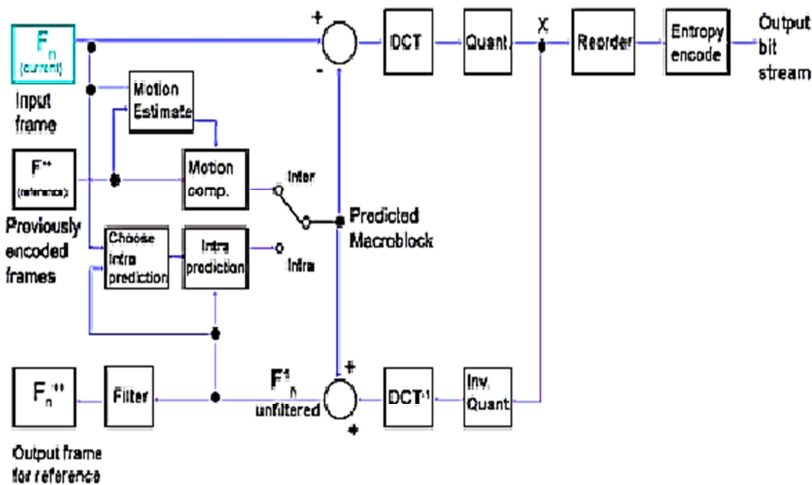 +
X
F n
(current)
DCT
Quant.
Reorder
Entropy
encode
Output
bit
stream
-
Input
frame
Motion
Estimate
F''
(reference)
Motion
comp.
Inter
Previously
encoded
frames
Choose
Intra
prediction
Intra
prediction
Intra
Predicted
Macroblock
Filter
unfiltered
+
+
DCT-1
Inv.
Quant
Output frame
for reference